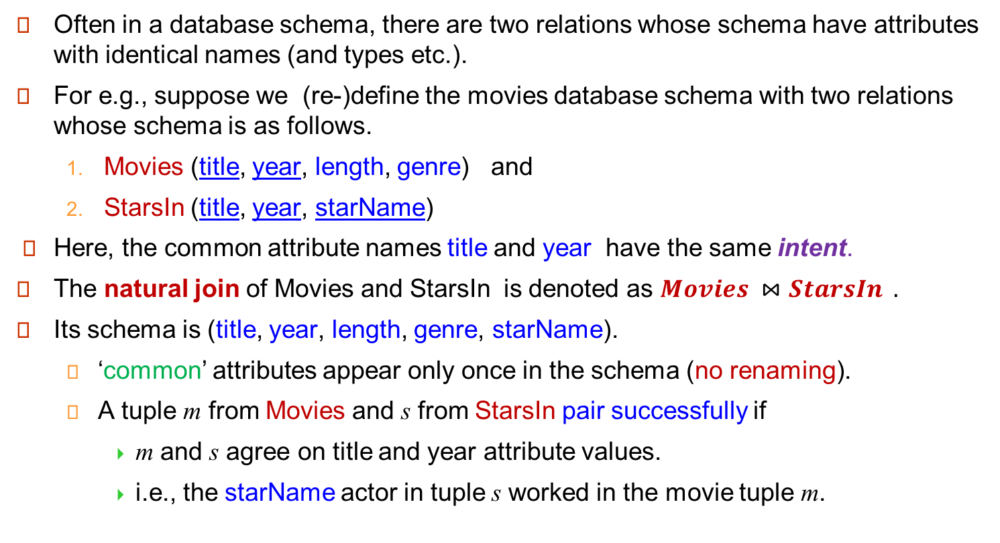 Often in a database schema, there are two relations whose schema have attributes
with identical names (and types etc.).
For e.g., suppose we (re-)define the movies database schema with two relations
whose schema is as follows.
1. Movies (title, year, length, genre) and
2. StarsIn (title, year, starName)
Here, the common attribute names title and year have the same intent.
The natural join of Movies and StarsIn is denoted as Movies ⋈ StarsIn .
Its schema is (title, year, length, genre, starName).
‘common’ attributes appear only once in the schema (no renaming).
A tuple m from Movies and s from StarsIn pair successfully if
m and s agree on title and year attribute values.
i.e., the starName actor in tuple s worked in the movie tuple m.